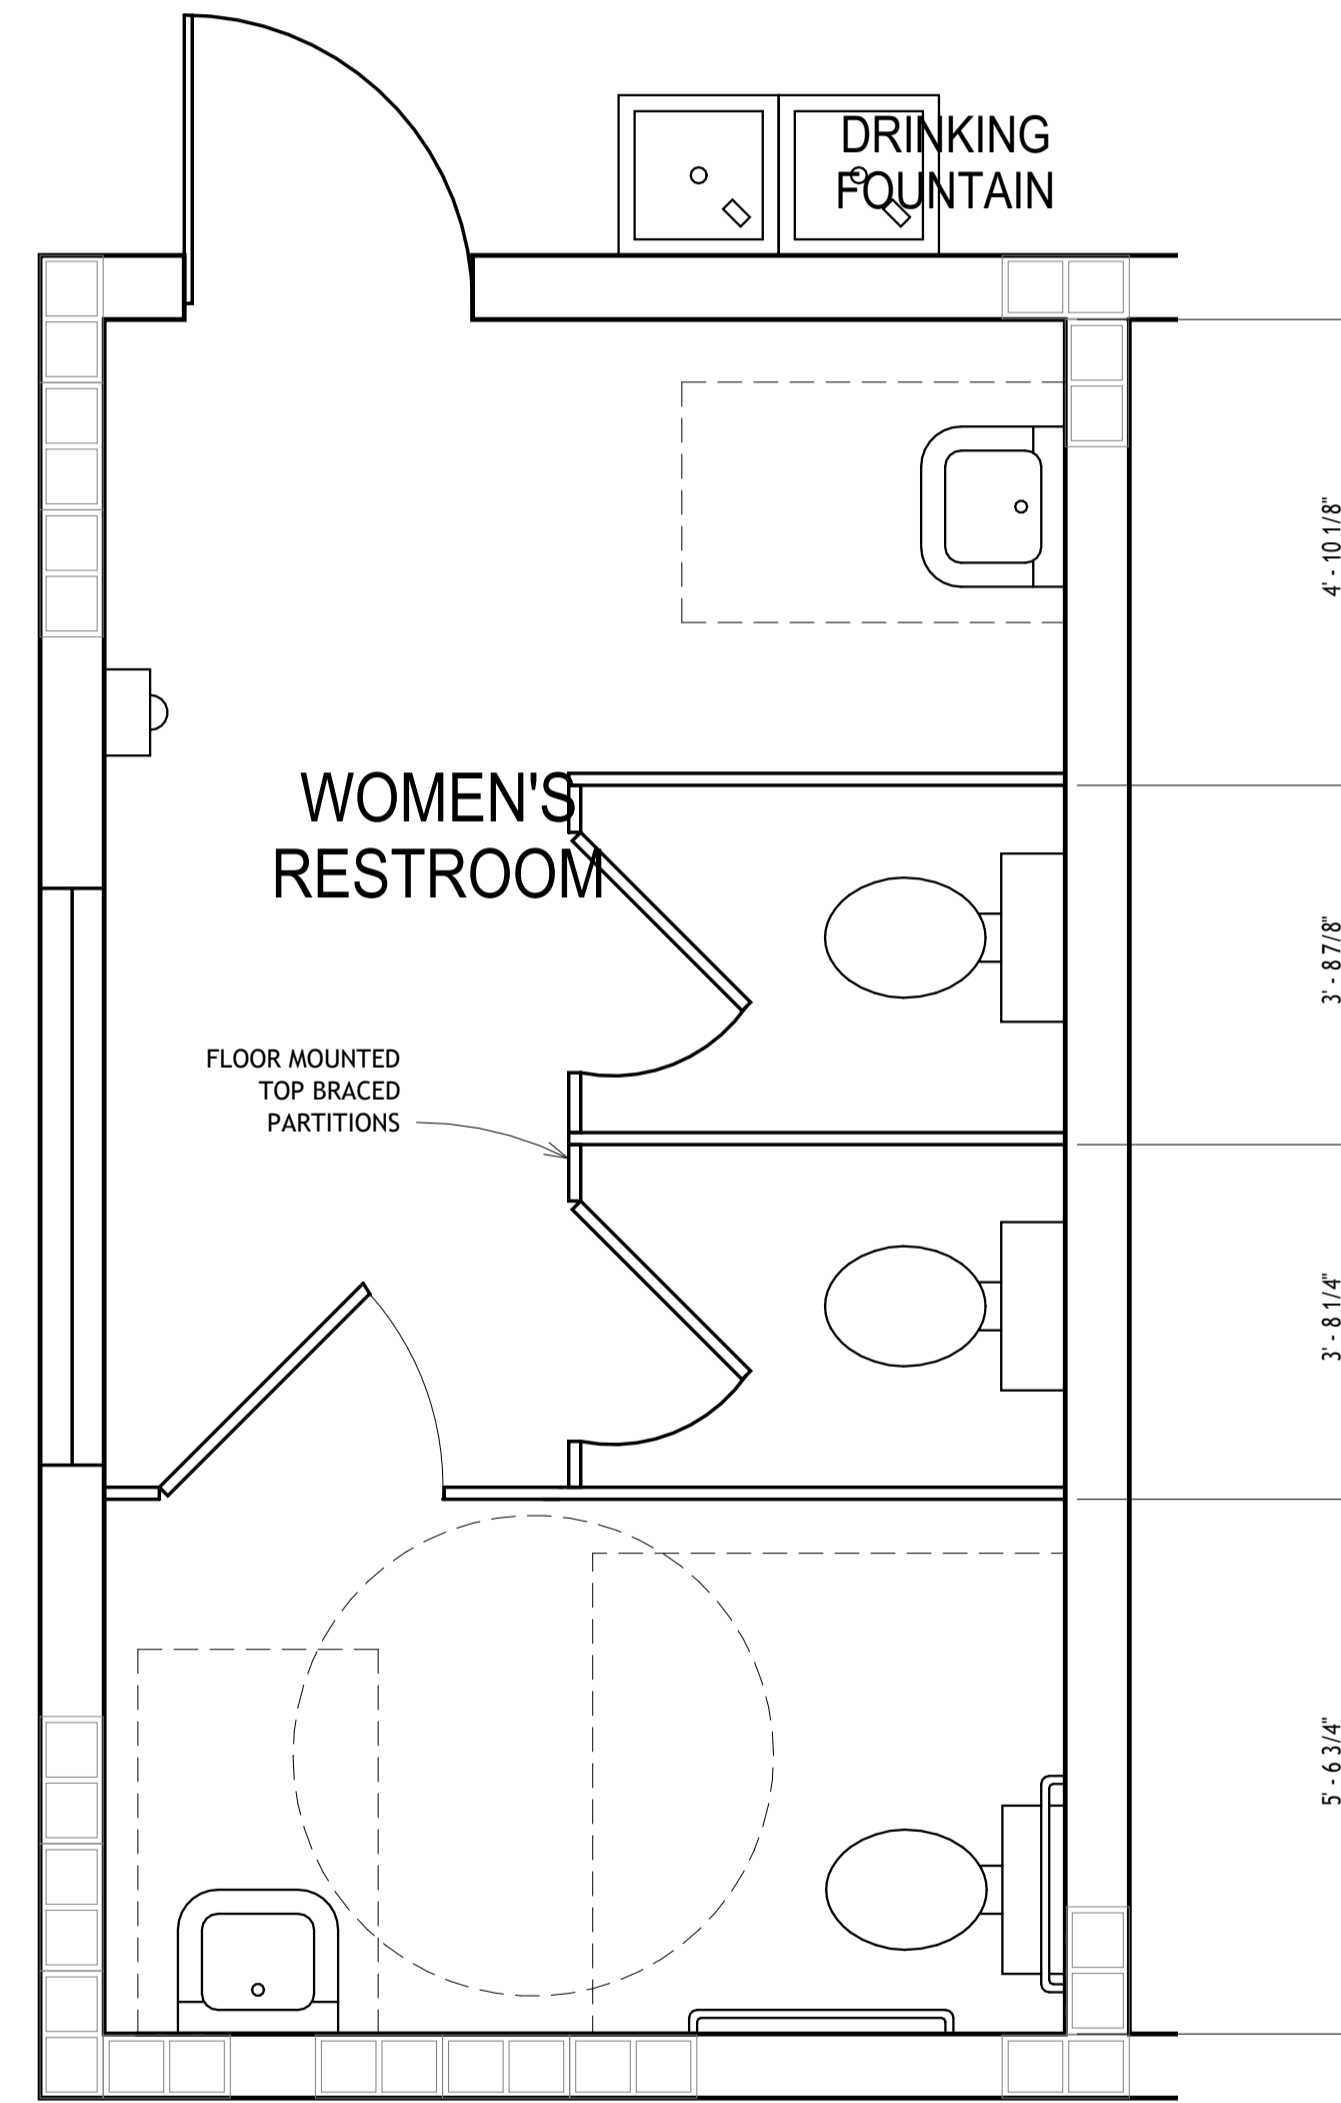 DRINKING
FOUNTAIN
4' - 10 1/8"
WOMEN'S
RESTROOM
3' - 8 7/8"
FLOOR MOUNTED
TOP BRACED
PARTITIONS
3' - 8 1/4"
5' - 6 3/4"